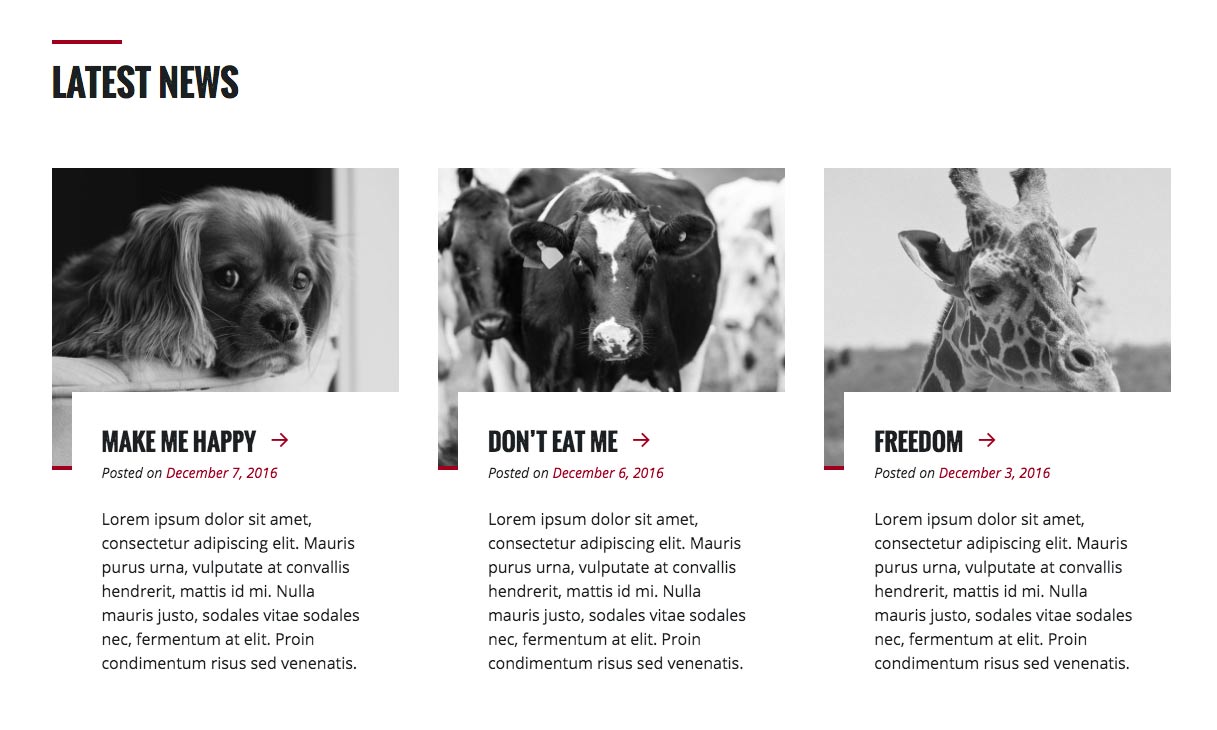 LATEST NEWS
MAKE ME HAPPY →
Posted on December 7, 2016
Lorem ipsum dolor sit amet,
consectetur adipiscing elit. Mauris
purus urna, vulputate at convallis
hendrerit, mattis id mi. Nulla
mauris justo, sodales vitae sodales
nec, fermentum at elit. Proin
condimentum risus sed venenatis.
DON'T EAT ME →
Posted on December 6, 2016
Lorem ipsum dolor sit amet,
consectetur adipiscing elit. Mauris
purus urna, vulputate at convallis
hendrerit, mattis id mi. Nulla
mauris justo, sodales vitae sodales
nec, fermentum at elit. Proin
condimentum risus sed venenatis.
FREEDOM →
Posted on December 3, 2016
Lorem ipsum dolor sit amet,
consectetur adipiscing elit. Mauris
purus urna, vulputate at convallis
hendrerit, mattis id mi. Nulla
mauris justo, sodales vitae sodales
nec, fermentum at elit. Proin
condimentum risus sed venenatis.